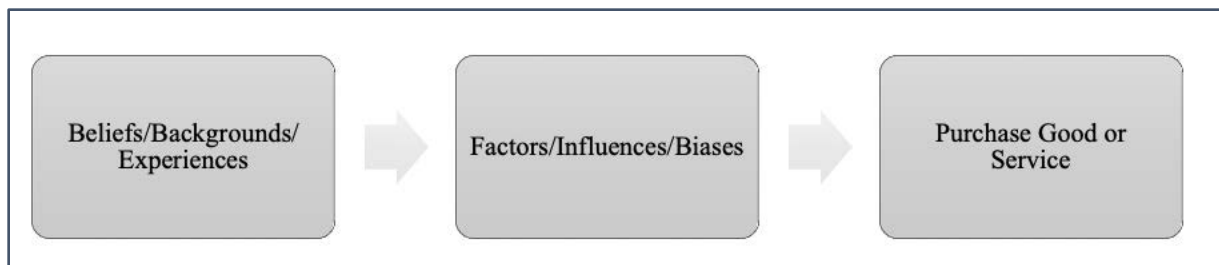 Beliefs/Backgrounds/
Experiences
Factors/Influences/Biases
Purchase Good or
Service